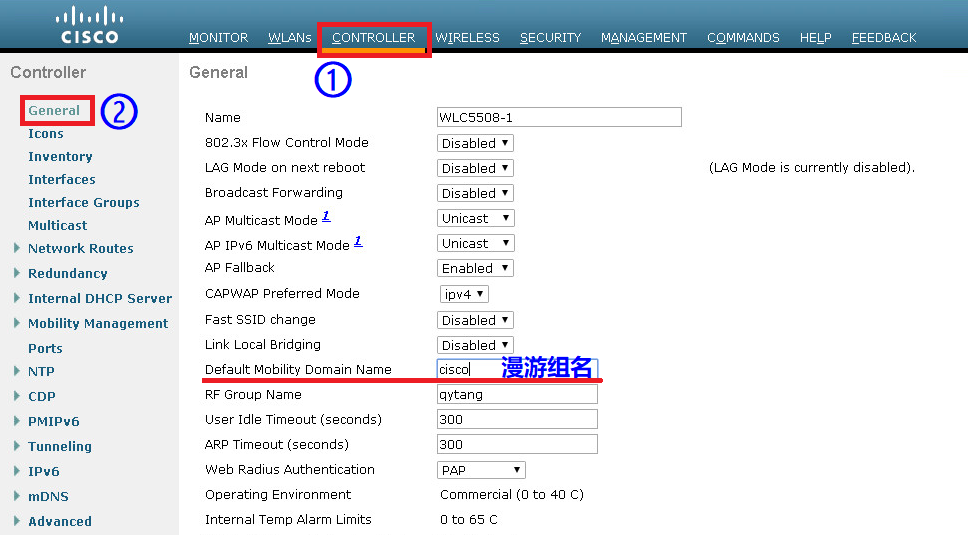 CISCO
MONITOR WLANs CONTROLLER WIRELESS SECURITY MANAGEMENT COMMANDS HELP FEEDBACK
①
Controller
General
②
Icons
Inventory
Interfaces
Interface Groups
Multicast
Network Routes
Redundancy
Internal DHCP Server
Mobility Management
Ports
NTP
CDP
PMIPv6
Tunneling
IPv6
mDNS
Advanced
General
Name WLC5508-1
802.3x Flow Control Mode Disabled
LAG Mode on next reboot Disabled (LAG Mode is currently disabled).
Broadcast Forwarding Disabled
AP Multicast Mode 1 Unicast
AP IPv6 Multicast Mode 1 Unicast
AP Fallback Enabled
CAPWAP Preferred Mode ipv4
Fast SSID change Disabled
Link Local Bridging Disabled
Default Mobility Domain Name cisco 漫游组名
RF Group Name qytang
User Idle Timeout (seconds) 300
ARP Timeout (seconds) 300
Web Radius Authentication PAP
Operating Environment Commercial (0 to 40 C)
Internal Temp Alarm Limits 0 to 65 C